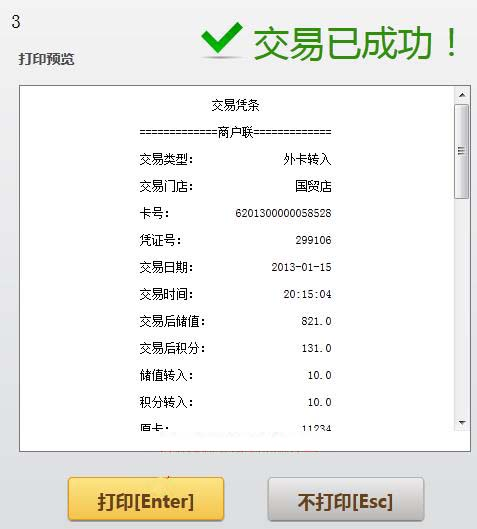 3
交易已成功！
打印预览
交易凭条
=============商户联=============
交易类型: 外卡转入
交易门店: 国贸店
卡号: 6201300000058528
凭证号: 299106
交易日期: 2013-01-15
交易时间: 20:15:04
交易后储值: 821.0
交易后积分: 131.0
储值转入: 10.0
积分转入: 10.0
原卡: 11234
打印[Enter] 不打印[Esc]